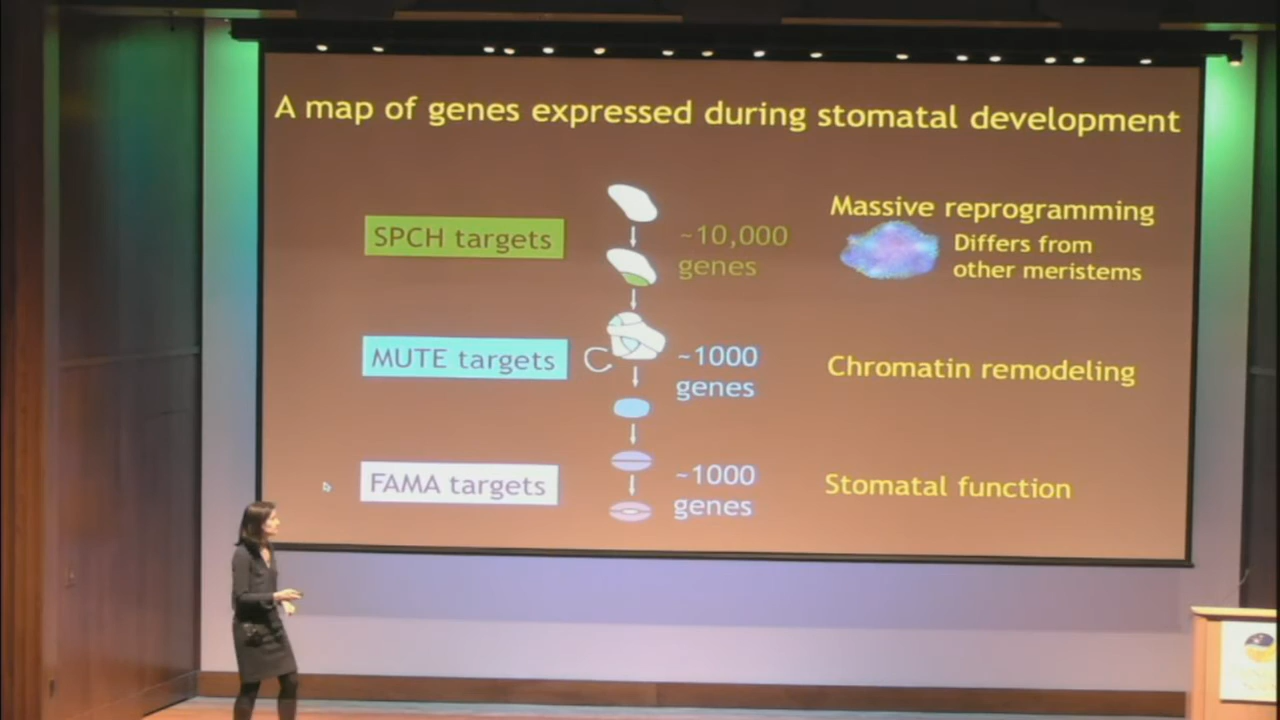 A map of genes expressed during stomatal development
SPCH targets
~10,000
genes
Massive reprogramming
Differs from
other meristems
MUTE targets
~1000
genes
Chromatin remodeling
FAMA targets
~1000
genes
Stomatal function